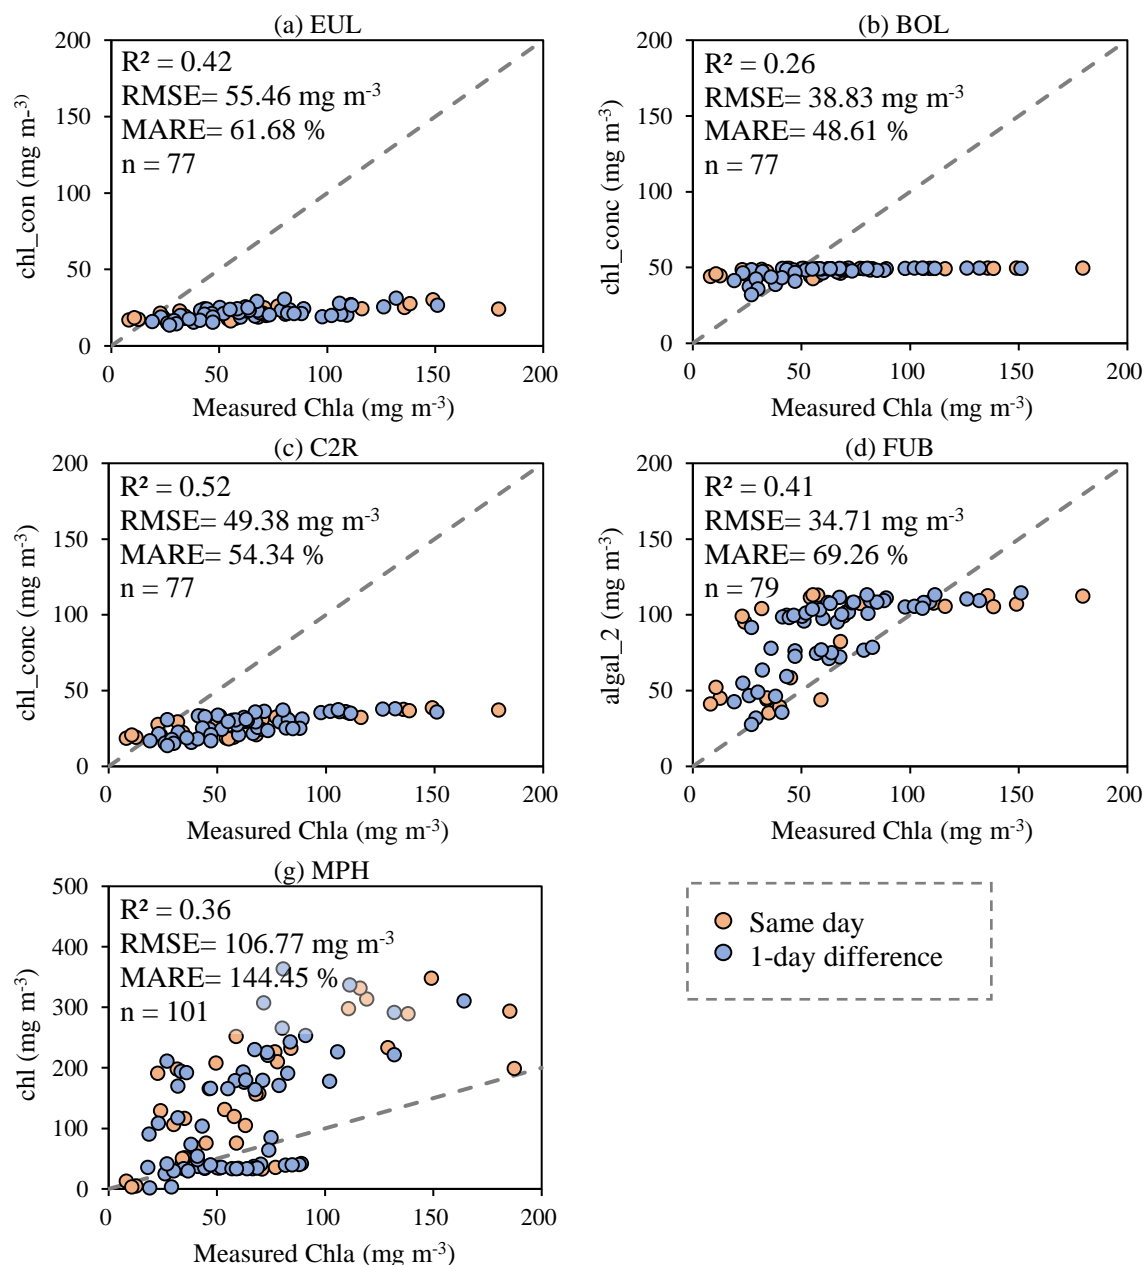 (a) EUL
R² = 0.42
RMSE= 55.46 mg m⁻³
MARE= 61.68 %
n = 77
200
150
100
50
0
0 50 100 150 200
chl_con (mg m⁻³)
Measured Chla (mg m⁻³)
(b) BOL
R² = 0.26
RMSE= 38.83 mg m⁻³
MARE= 48.61 %
n = 77
200
150
100
50
0
0 50 100 150 200
chl_conc (mg m⁻³)
Measured Chla (mg m⁻³)
(c) C2R
R² = 0.52
RMSE= 49.38 mg m⁻³
MARE= 54.34 %
n = 77
200
150
100
50
0
0 50 100 150 200
chl_conc (mg m⁻³)
Measured Chla (mg m⁻³)
(d) FUB
R² = 0.41
RMSE= 34.71 mg m⁻³
MARE= 69.26 %
n = 79
200
150
100
50
0
0 50 100 150 200
algal_2 (mg m⁻³)
Measured Chla (mg m⁻³)
(g) MPH
R² = 0.36
RMSE= 106.77 mg m⁻³
MARE= 144.45 %
n = 101
500
400
300
200
100
0
0 50 100 150 200
chl (mg m⁻³)
Measured Chla (mg m⁻³)
Same day
1-day difference